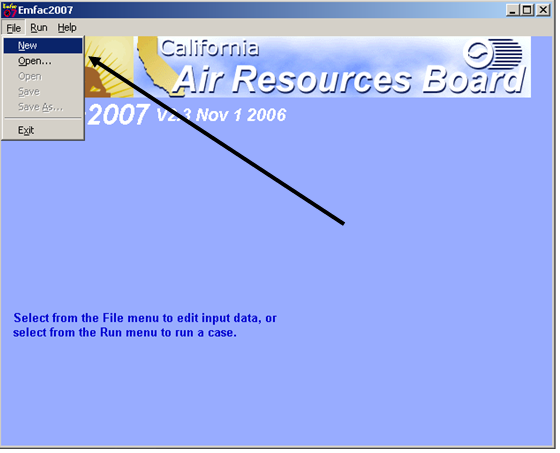 Emfac2007
File Run Help
New
Open...
Open
Save
Save As...
Exit
California
Air Resources Board
2007 V2.3 Nov 1 2006
Select from the File menu to edit input data, or
select from the Run menu to run a case.